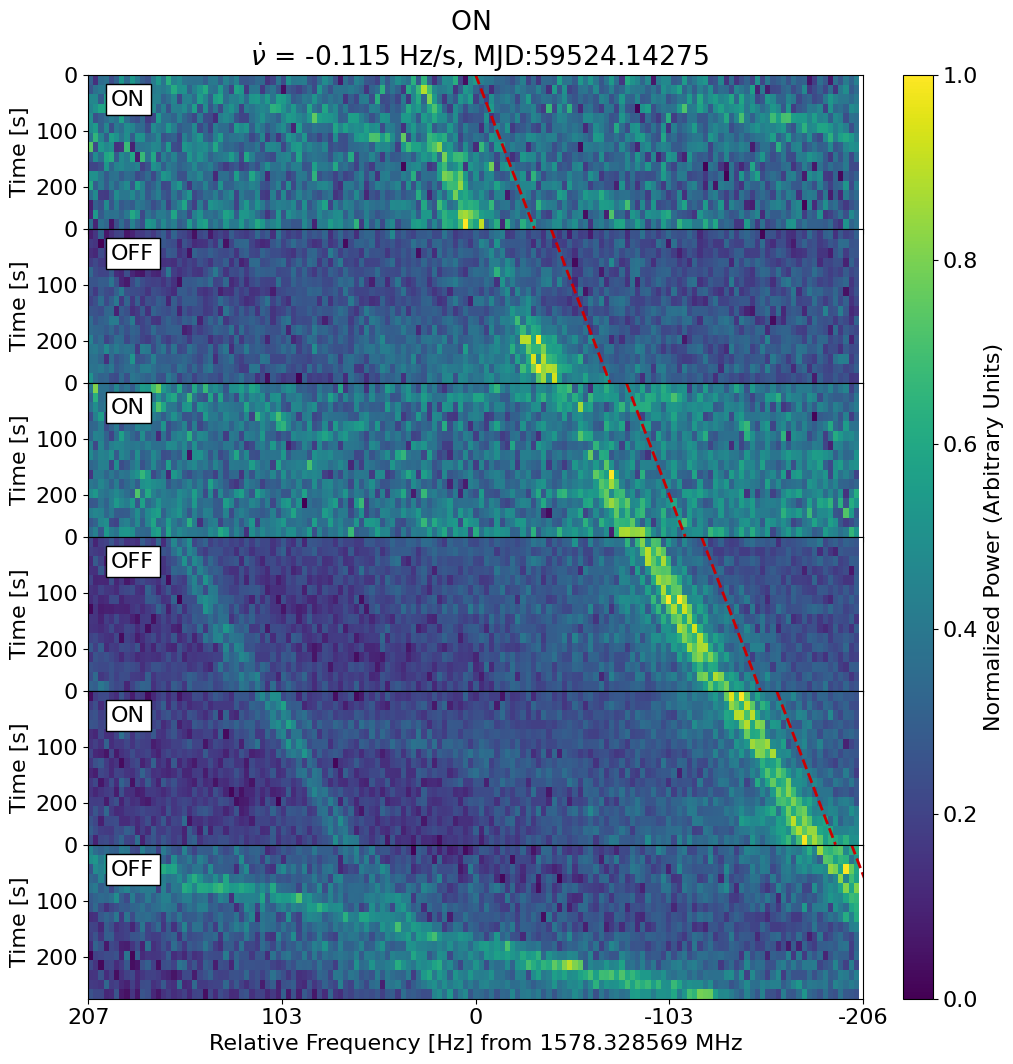 ON
ν̇ = -0.115 Hz/s, MJD:59524.14275
ON
Time [s]
0
100
200
OFF
Time [s]
0
100
200
ON
Time [s]
0
100
200
OFF
Time [s]
0
100
200
ON
Time [s]
0
100
200
OFF
Time [s]
0
100
200
207
103
0
-103
-206
Relative Frequency [Hz] from 1578.328569 MHz
1.0
0.8
0.6
0.4
0.2
0.0
Normalized Power (Arbitrary Units)